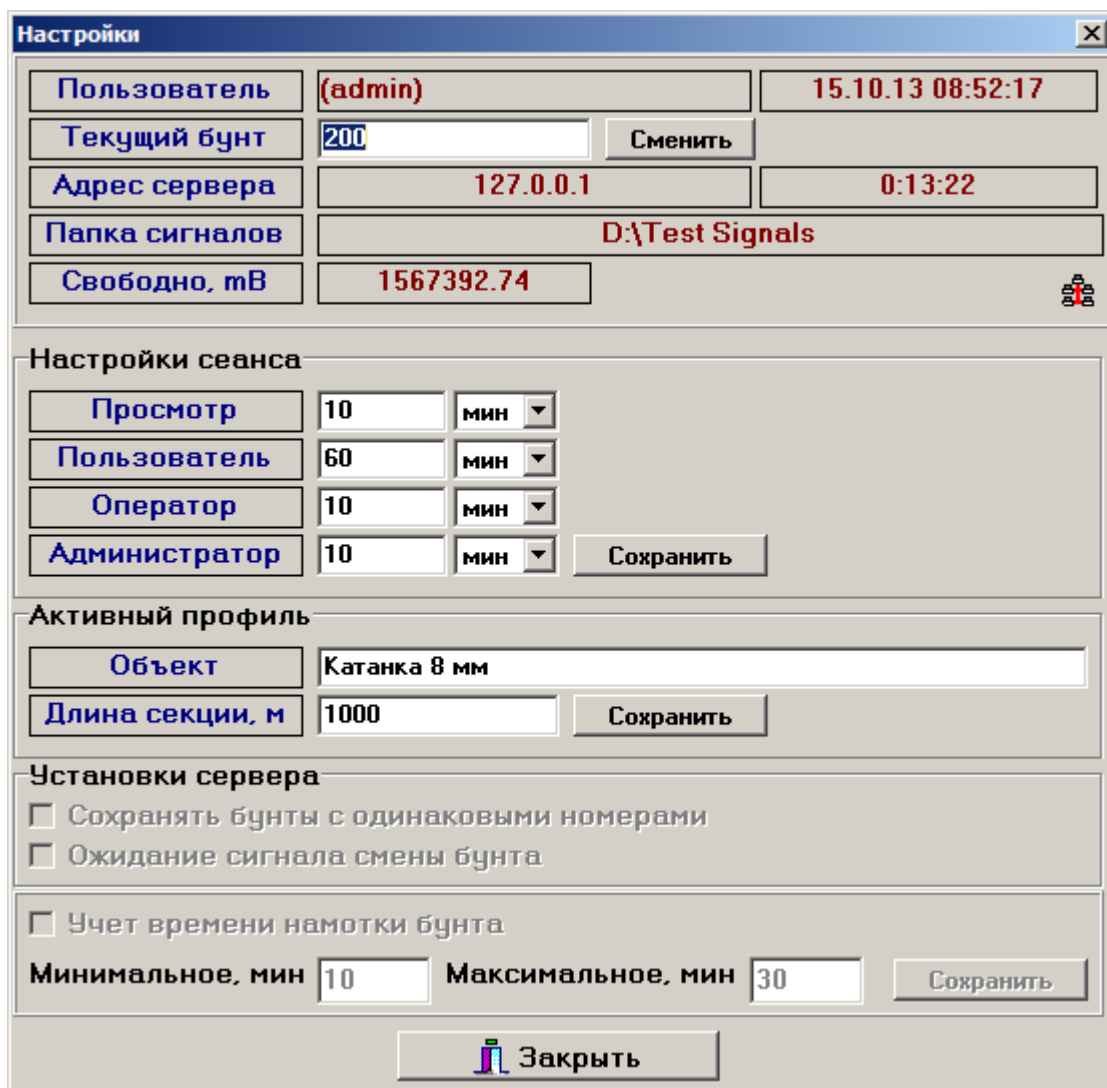 Настройки
Пользователь (admin) 15.10.13 08:52:17
Текущий бунт 200 Сменить
Адрес сервера 127.0.0.1 0:13:22
Папка сигналов D:\Test Signals
Свободно, mB 1567392.74
Настройки сеанса
Просмотр 10 мин
Пользователь 60 мин
Оператор 10 мин
Администратор 10 мин Сохранить
Активный профиль
Объект Катанка 8 мм
Длина секции, м 1000 Сохранить
Установки сервера
Сохранять бунты с одинаковыми номерами
Ожидание сигнала смены бунта
Учет времени намотки бунта
Минимальное, мин 10 Максимальное, мин 30 Сохранить
Закрыть